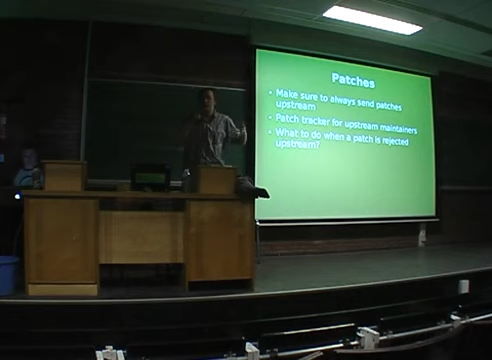 Patches
• Make sure to always send patches
upstream
• Patch tracker for upstream maintainers
• What to do when a patch is rejected
upstream?